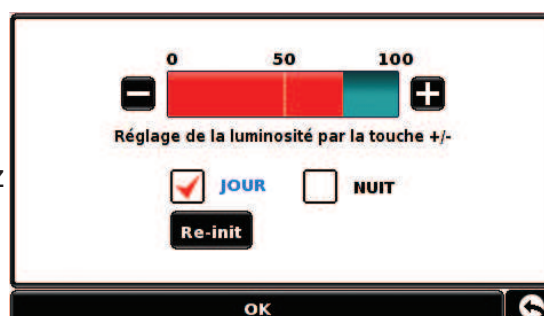 0 50 100
Réglage de la luminosité par la touche +/-
z
JOUR NUIT
Re-init
OK